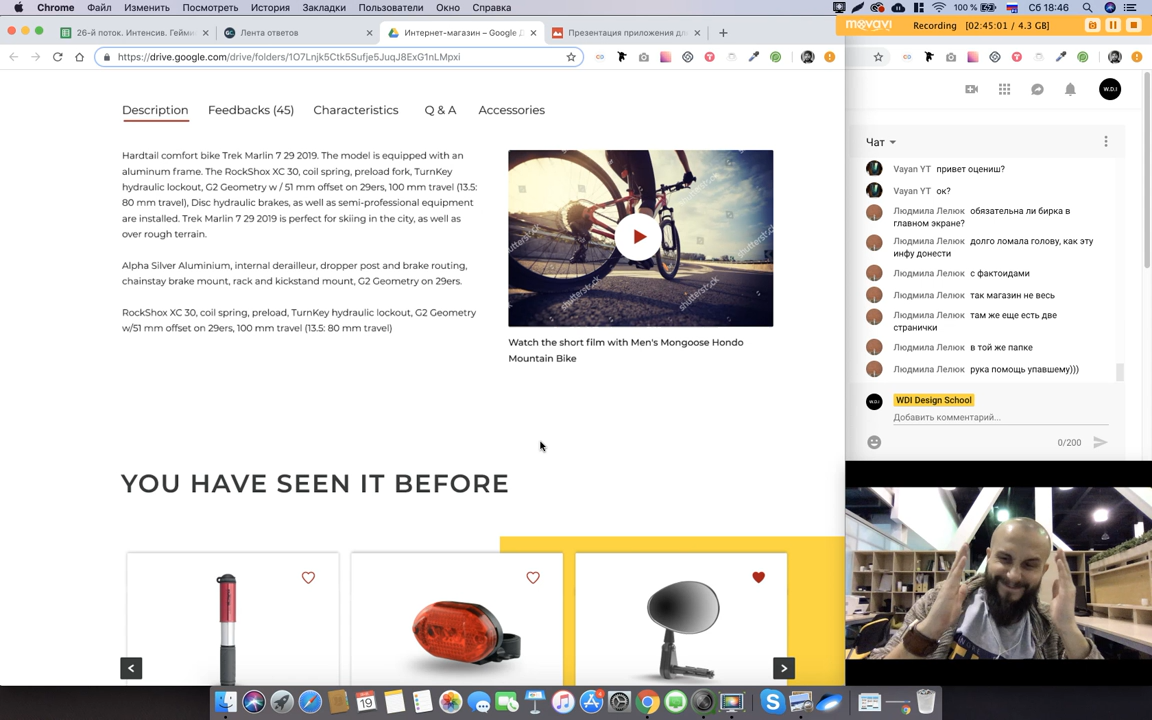 Chrome Файл Изменить Посмотреть История Закладки Пользователи Окно Справка
100 % Сб 18:46
26-й поток. Интенсив. Гейми
Лента ответов
Интернет-магазин – Google Д
Презентация приложения дл
movavi Recording [02:45:01 / 4.3 GB]
https://drive.google.com/drive/folders/1O7Lnjk5Ctk5Sufje5JuqJ8ExG1nLMpxi
Description Feedbacks (45) Characteristics Q & A Accessories
Hardtail comfort bike Trek Marlin 7 29 2019. The model is equipped with an
aluminum frame. The RockShox XC 30, coil spring, preload fork, TurnKey
hydraulic lockout, G2 Geometry w / 51 mm offset on 29ers, 100 mm travel (13.5:
80 mm travel), Disc hydraulic brakes, as well as semi-professional equipment
are installed. Trek Marlin 7 29 2019 is perfect for skiing in the city, as well as
over rough terrain.
Alpha Silver Aluminium, internal derailleur, dropper post and brake routing,
chainstay brake mount, rack and kickstand mount, G2 Geometry on 29ers.
RockShox XC 30, coil spring, preload, TurnKey hydraulic lockout, G2 Geometry
w/51 mm offset on 29ers, 100 mm travel (13.5: 80 mm travel)
shutterstock
shutterstock
Watch the short film with Men's Mongoose Hondo
Mountain Bike
YOU HAVE SEEN IT BEFORE
<
>
W.D.I
Чат
Vayan YT привет оцениш?
Vayan YT ок?
Людмила Лелюк обязательна ли бирка в
главном экране?
Людмила Лелюк долго ломала голову, как эту
инфу донести
Людмила Лелюк с фактоидами
Людмила Лелюк так магазин не весь
Людмила Лелюк там же еще есть две
странички
Людмила Лелюк в той же папке
Людмила Лелюк рука помощь упавшему)))
W.D.I
WDI Design School
Добавить комментарий...
0/200
19